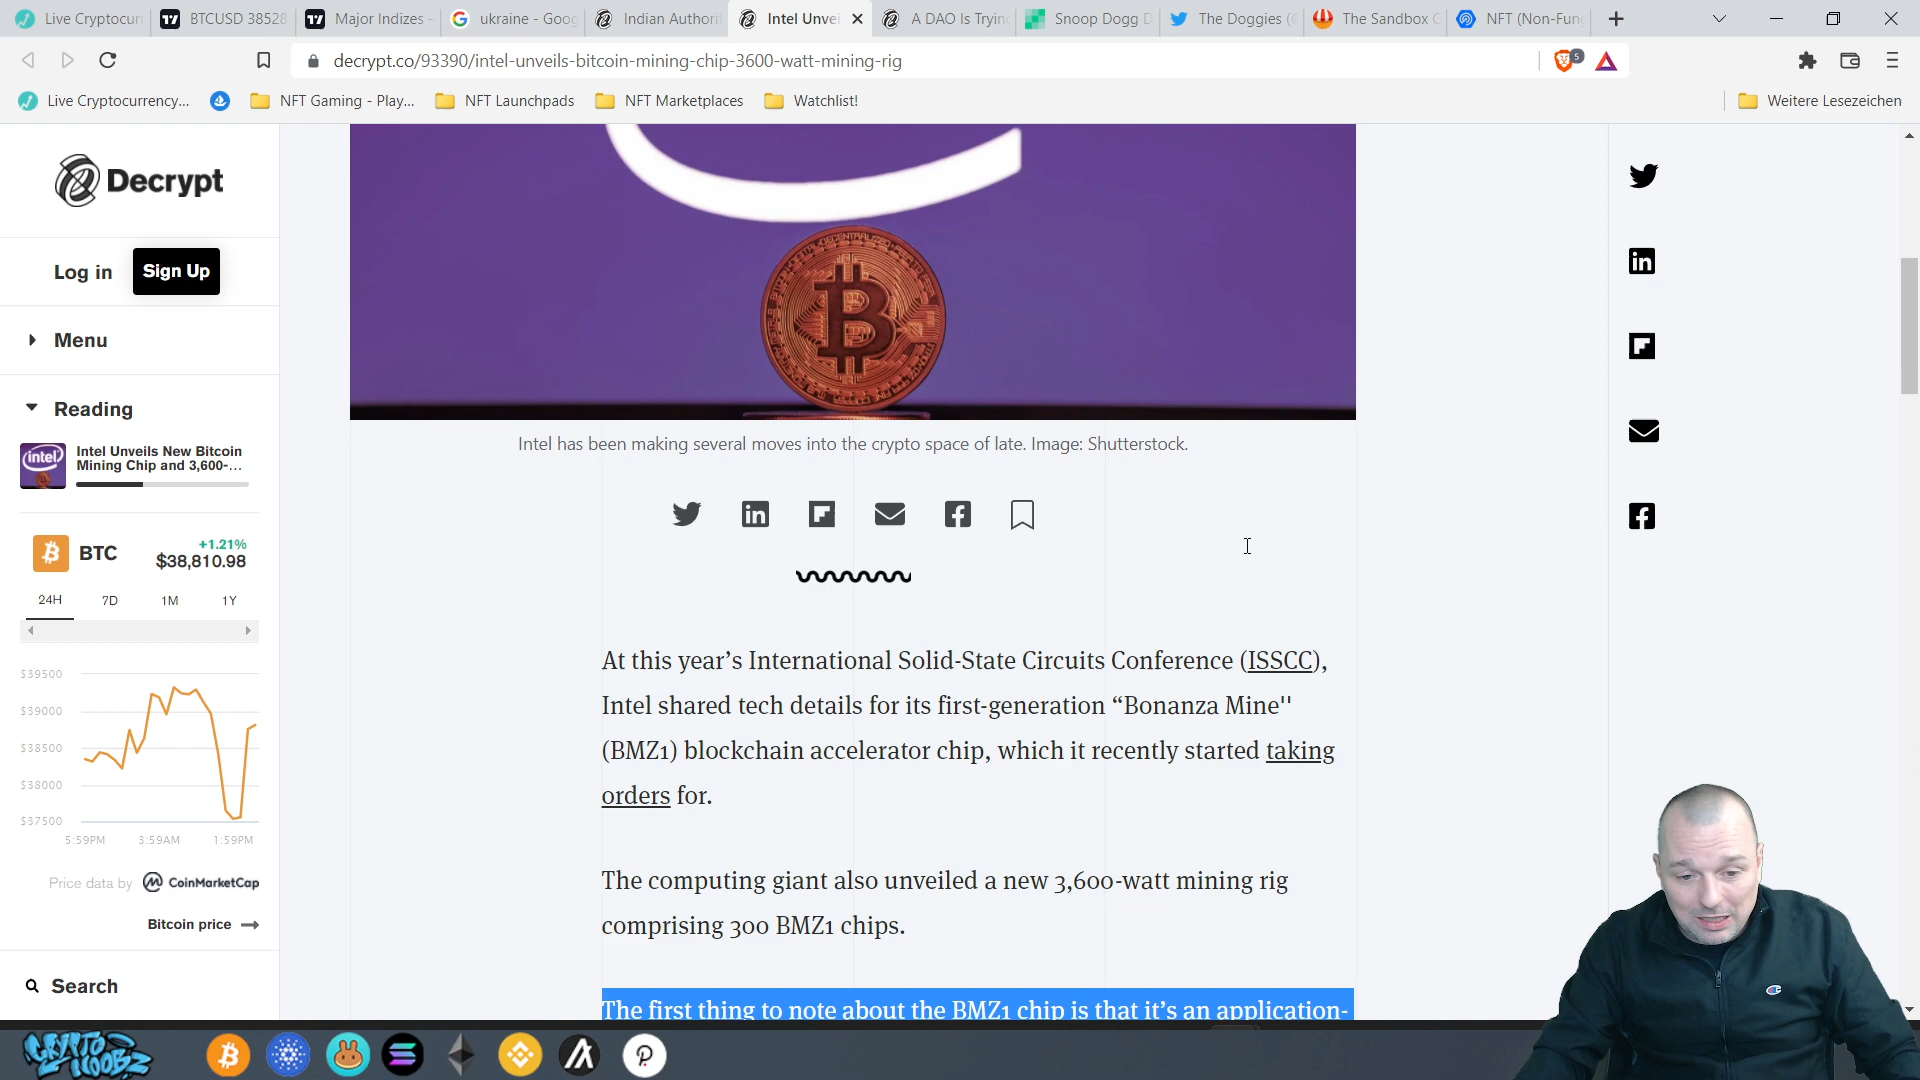 Live Cryptocurr
BTCUSD 38528
Major Indizes -
ukraine - Goog
Indian Authori
Intel Unvei
A DAO Is Tryin
Snoop Dogg D
The Doggies (
The Sandbox
NFT (Non-Fun
decrypt.co/93390/intel-unveils-bitcoin-mining-chip-3600-watt-mining-rig
5
Live Cryptocurrency...
NFT Gaming - Play...
NFT Launchpads
NFT Marketplaces
Watchlist!
Weitere Lesezeichen
Decrypt
Log in
Sign Up
Menu
Reading
intel
Intel Unveils New Bitcoin
Mining Chip and 3,600-...
BTC
+1.21%
$38,810.98
24H 7D 1M 1Y
$39500
$39000
$38500
$38000
$37500
5:59PM 3:59AM 1:59PM
Price data by CoinMarketCap
Bitcoin price
Search
Intel has been making several moves into the crypto space of late. Image: Shutterstock.
At this year’s International Solid-State Circuits Conference (ISSCC),
Intel shared tech details for its first-generation “Bonanza Mine"
(BMZ1) blockchain accelerator chip, which it recently started taking
orders for.
The computing giant also unveiled a new 3,600-watt mining rig
comprising 300 BMZ1 chips.
The first thing to note about the BMZ1 chip is that it’s an application-
CRYPTO
NOOBZ